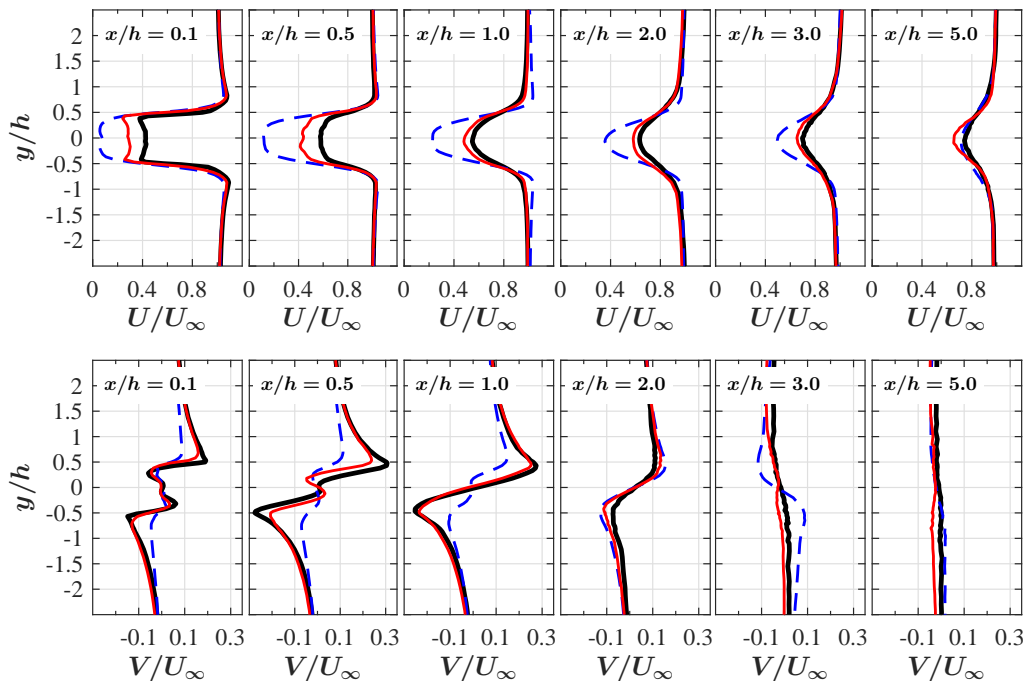 x/h = 0.1 x/h = 0.5 x/h = 1.0 x/h = 2.0 x/h = 3.0 x/h = 5.0
2
1.5
1
0.5
0
-0.5
-1
-1.5
-2
y/h
0 0.4 0.8 0 0.4 0.8 0 0.4 0.8 0 0.4 0.8 0 0.4 0.8 0 0.4 0.8
U/U∞ U/U∞ U/U∞ U/U∞ U/U∞ U/U∞
x/h = 0.1 x/h = 0.5 x/h = 1.0 x/h = 2.0 x/h = 3.0 x/h = 5.0
2
1.5
1
0.5
0
-0.5
-1
-1.5
-2
y/h
-0.1 0.1 0.3 -0.1 0.1 0.3 -0.1 0.1 0.3 -0.1 0.1 0.3 -0.1 0.1 0.3 -0.1 0.1 0.3
V/U∞ V/U∞ V/U∞ V/U∞ V/U∞ V/U∞